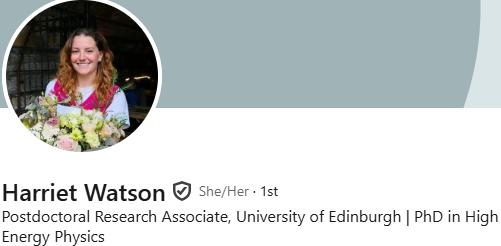 Harriet Watson She/Her · 1st
Postdoctoral Research Associate, University of Edinburgh | PhD in High
Energy Physics